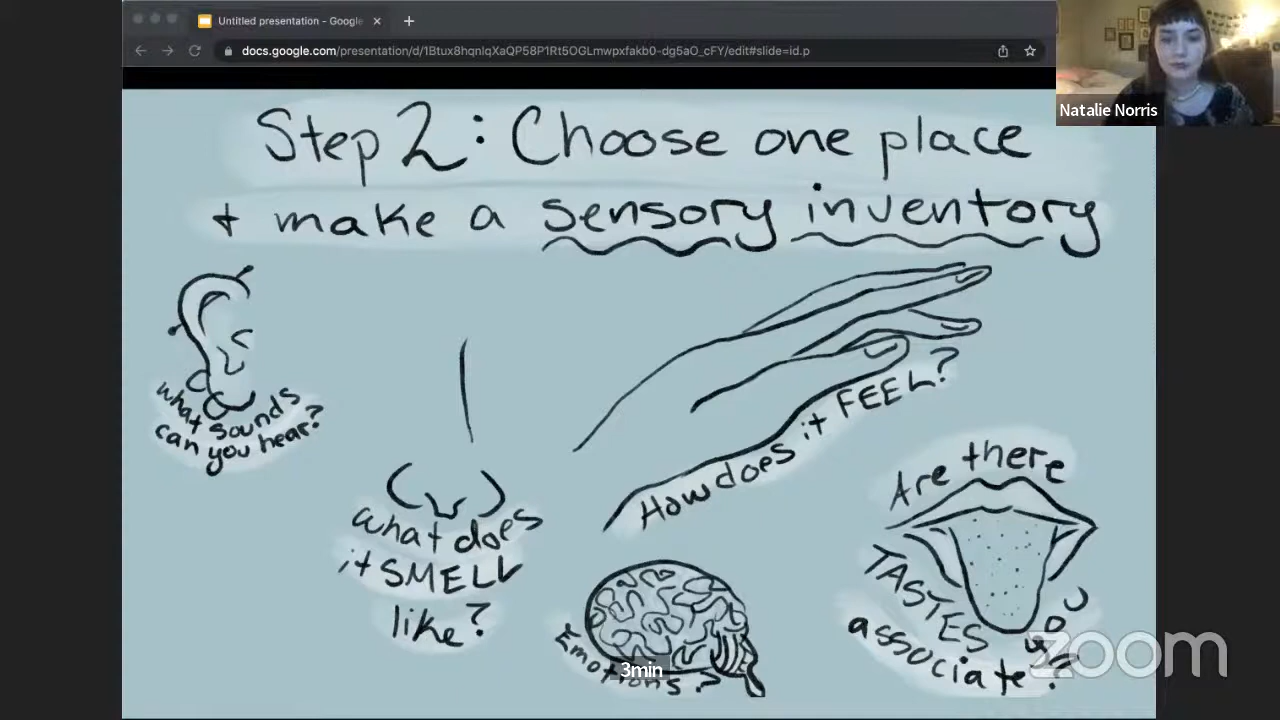 Untitled presentation - Google
docs.google.com/presentation/d/1Btux8hqnlqXaQP58P1Rt5OGLmwpxfakb0-dg5aO_cFY/edit#slide=id.p
Natalie Norris
Step 2: Choose one place
+ make a sensory inventory
what sounds
can you hear?
what does
it SMELL
like?
How does it FEEL?
Emotions?
3min
Are there
TASTES you
associate?
zoom